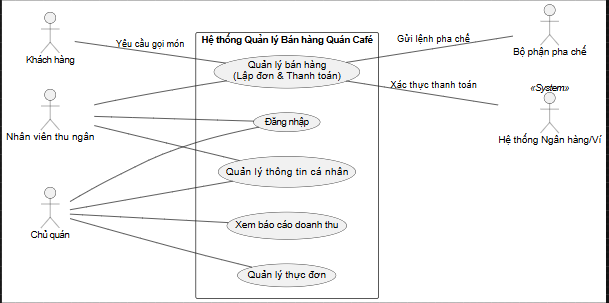 Hệ thống Quản lý Bán hàng Quán Café
Khách hàng
Yêu cầu gọi món
Quản lý bán hàng
(Lập đơn & Thanh toán)
Gửi lệnh pha chế
Bộ phận pha chế
Xác thực thanh toán
«System»
Hệ thống Ngân hàng/Ví
Nhân viên thu ngân
Đăng nhập
Quản lý thông tin cá nhân
Chủ quán
Xem báo cáo doanh thu
Quản lý thực đơn